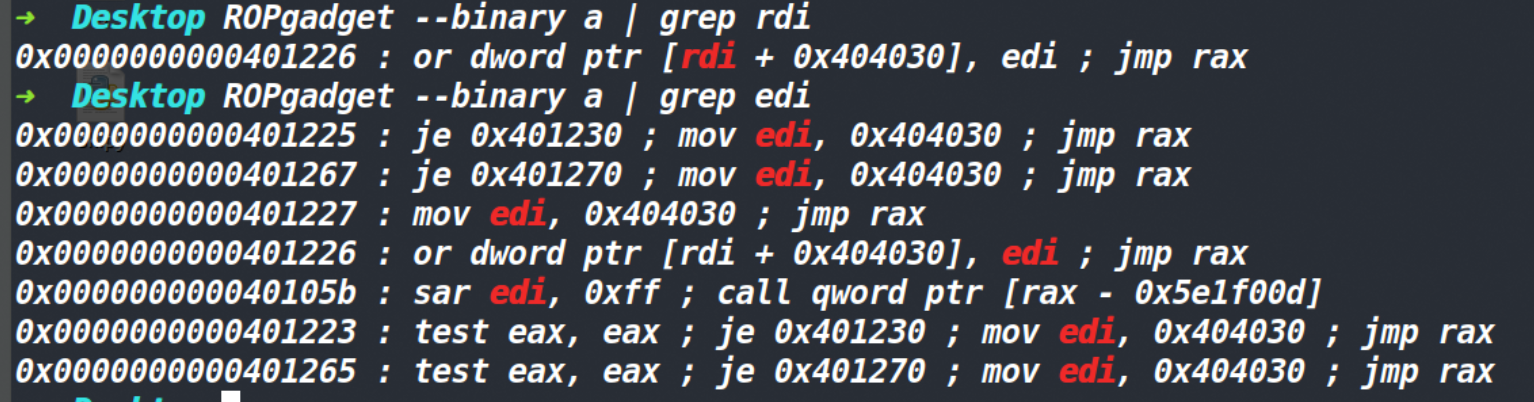 → Desktop ROPgadget --binary a | grep rdi
0x0000000000401226 : or dword ptr [rdi + 0x404030], edi ; jmp rax
→ Desktop ROPgadget --binary a | grep edi
0x0000000000401225 : je 0x401230 ; mov edi, 0x404030 ; jmp rax
0x0000000000401267 : je 0x401270 ; mov edi, 0x404030 ; jmp rax
0x0000000000401227 : mov edi, 0x404030 ; jmp rax
0x0000000000401226 : or dword ptr [rdi + 0x404030], edi ; jmp rax
0x000000000040105b : sar edi, 0xff ; call qword ptr [rax - 0x5e1f00d]
0x0000000000401223 : test eax, eax ; je 0x401230 ; mov edi, 0x404030 ; jmp rax
0x0000000000401265 : test eax, eax ; je 0x401270 ; mov edi, 0x404030 ; jmp rax